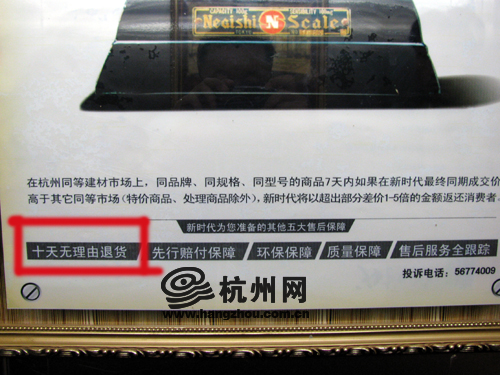 Neaishi N Scale
在杭州同等建材市场上，同品牌、同规格、同型号的商品7天内如果在新时代最终同期成交价
高于其它同等市场（特价商品、处理商品除外），新时代将以超出部分差价1-5倍的金额返还消费者。
新时代为您准备的其他五大售后保障
十天无理由退货 先行赔付保障 环保保障 质量保障 售后服务全跟踪
投诉电话：56774009
杭州网
www.hangzhou.com.cn